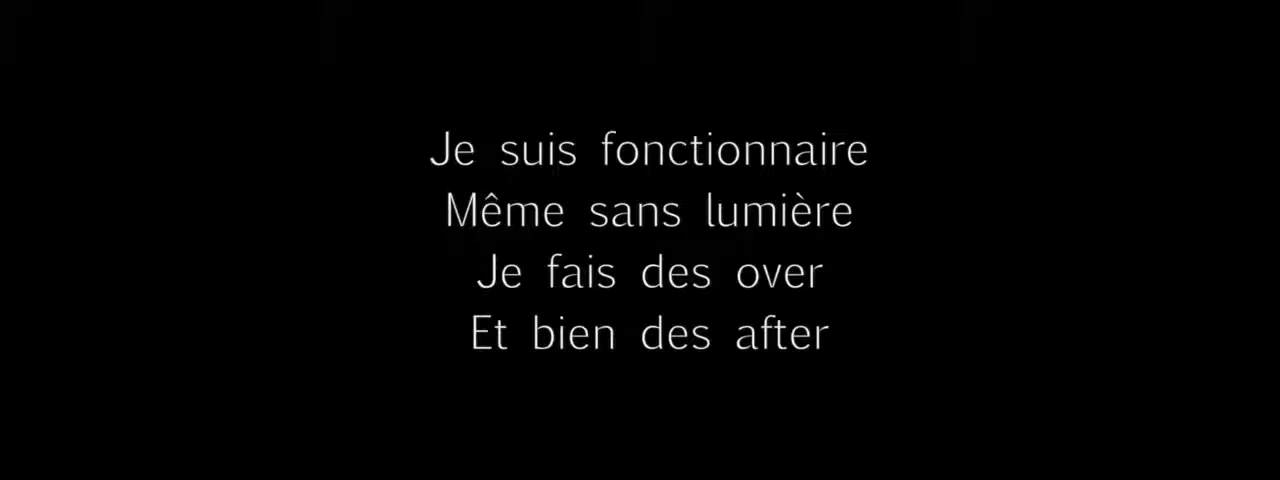 Je suis fonctionnaire
Même sans lumière
Je fais des over
Et bien des after